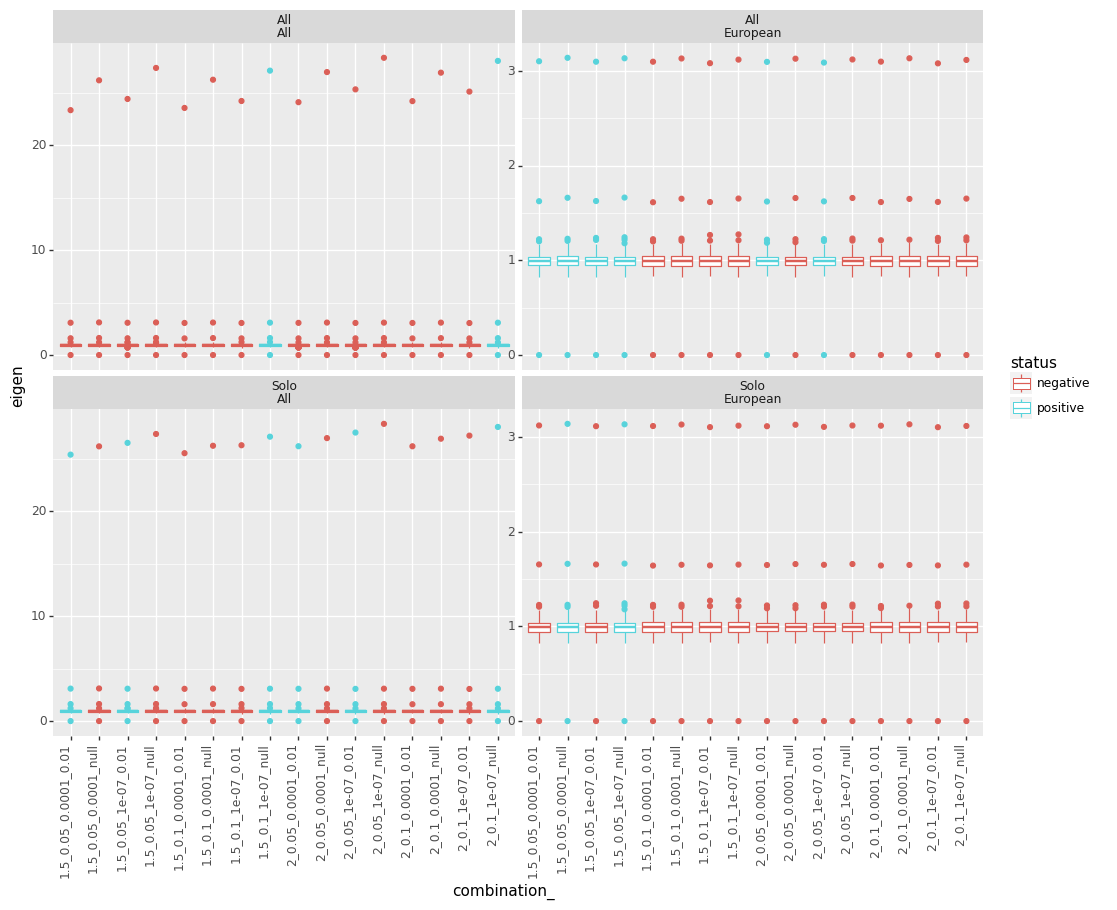 All
All
All
European
20
10
0
3
2
1
0
eigen
Solo
All
Solo
European
20
10
0
3
2
1
0
status
negative
positive
1.5_0.05_0.0001_0.01
1.5_0.05_0.0001_null
1.5_0.05_1e-07_0.01
1.5_0.05_1e-07_null
1.5_0.1_0.0001_0.01
1.5_0.1_0.0001_null
1.5_0.1_1e-07_0.01
1.5_0.1_1e-07_null
2_0.05_0.0001_0.01
2_0.05_0.0001_null
2_0.05_1e-07_0.01
2_0.05_1e-07_null
2_0.1_0.0001_0.01
2_0.1_0.0001_null
2_0.1_1e-07_0.01
2_0.1_1e-07_null
1.5_0.05_0.0001_0.01
1.5_0.05_0.0001_null
1.5_0.05_1e-07_0.01
1.5_0.05_1e-07_null
1.5_0.1_0.0001_0.01
1.5_0.1_0.0001_null
1.5_0.1_1e-07_0.01
1.5_0.1_1e-07_null
2_0.05_0.0001_0.01
2_0.05_0.0001_null
2_0.05_1e-07_0.01
2_0.05_1e-07_null
2_0.1_0.0001_0.01
2_0.1_0.0001_null
2_0.1_1e-07_0.01
2_0.1_1e-07_null
combination_